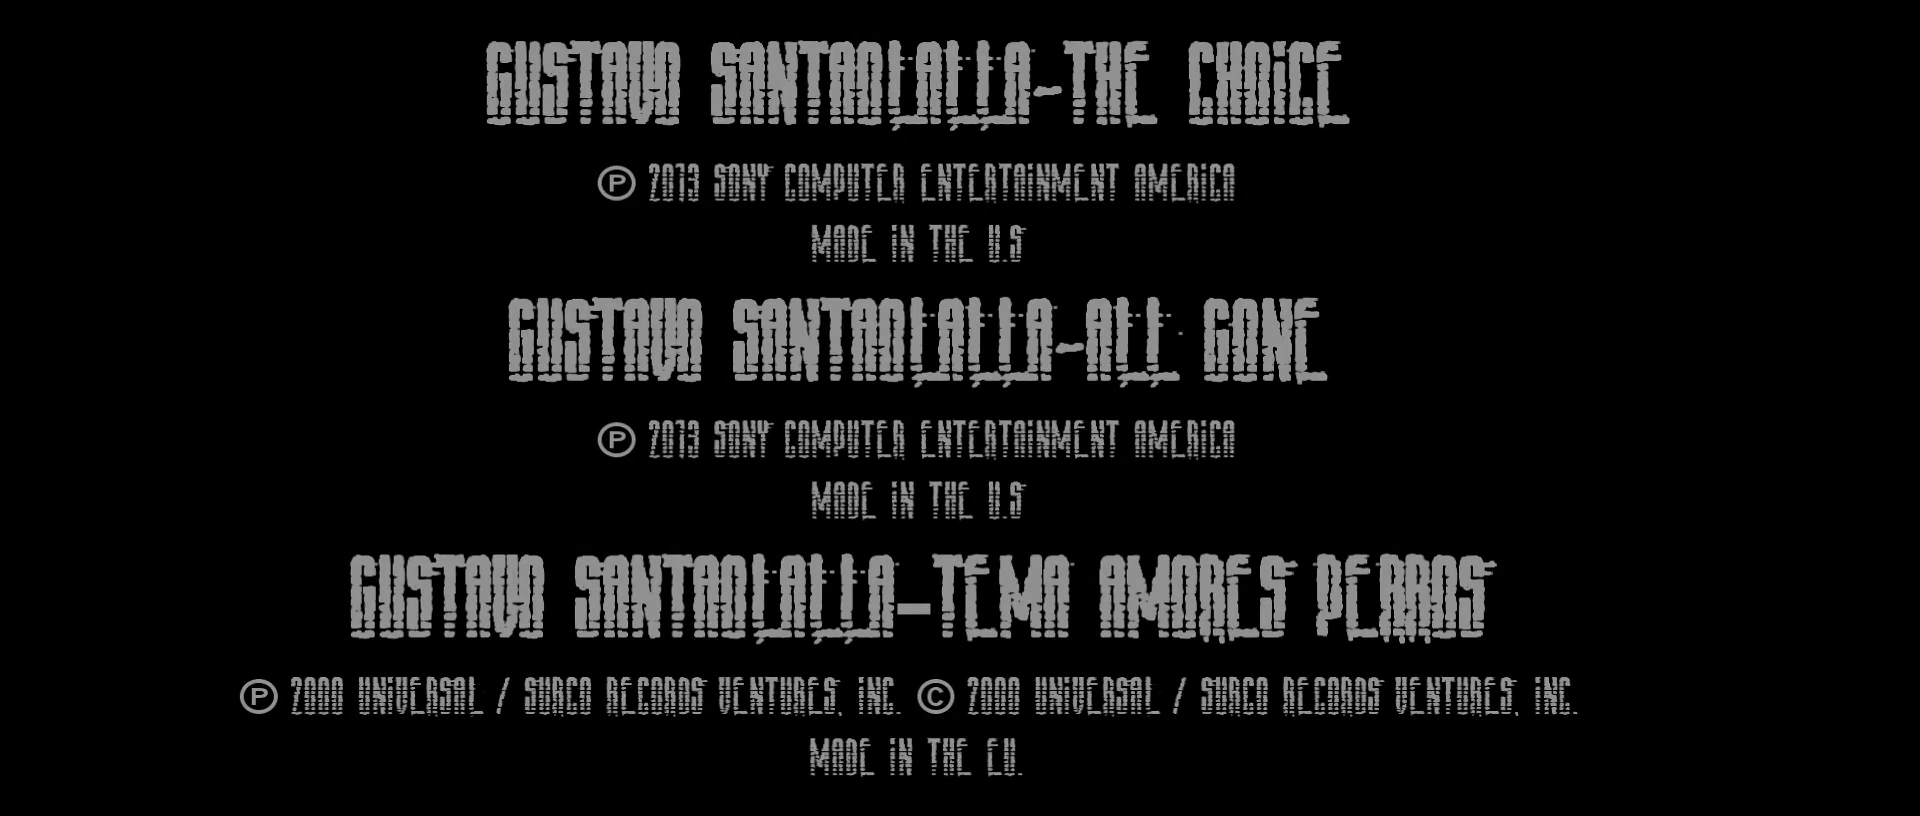 GUSTAVO SANTAOLALLA-THE CHOiCE
Ⓟ 2013 SONY COMPUTER ENTERTAiNMENT AMERiCA
MADE iN THE U.S
GUSTAVO SANTAOLALLA-ALL GONE
Ⓟ 2013 SONY COMPUTER ENTERTAiNMENT AMERiCA
MADE iN THE U.S
GUSTAVO SANTAOLALLA-TEMA AMORES PERROS
Ⓟ 2000 UNiVERSAL / SURCO RECORDS VENTURES, iNC. © 2000 UNiVERSAL / SURCO RECORDS VENTURES, iNC.
MADE iN THE E.U.